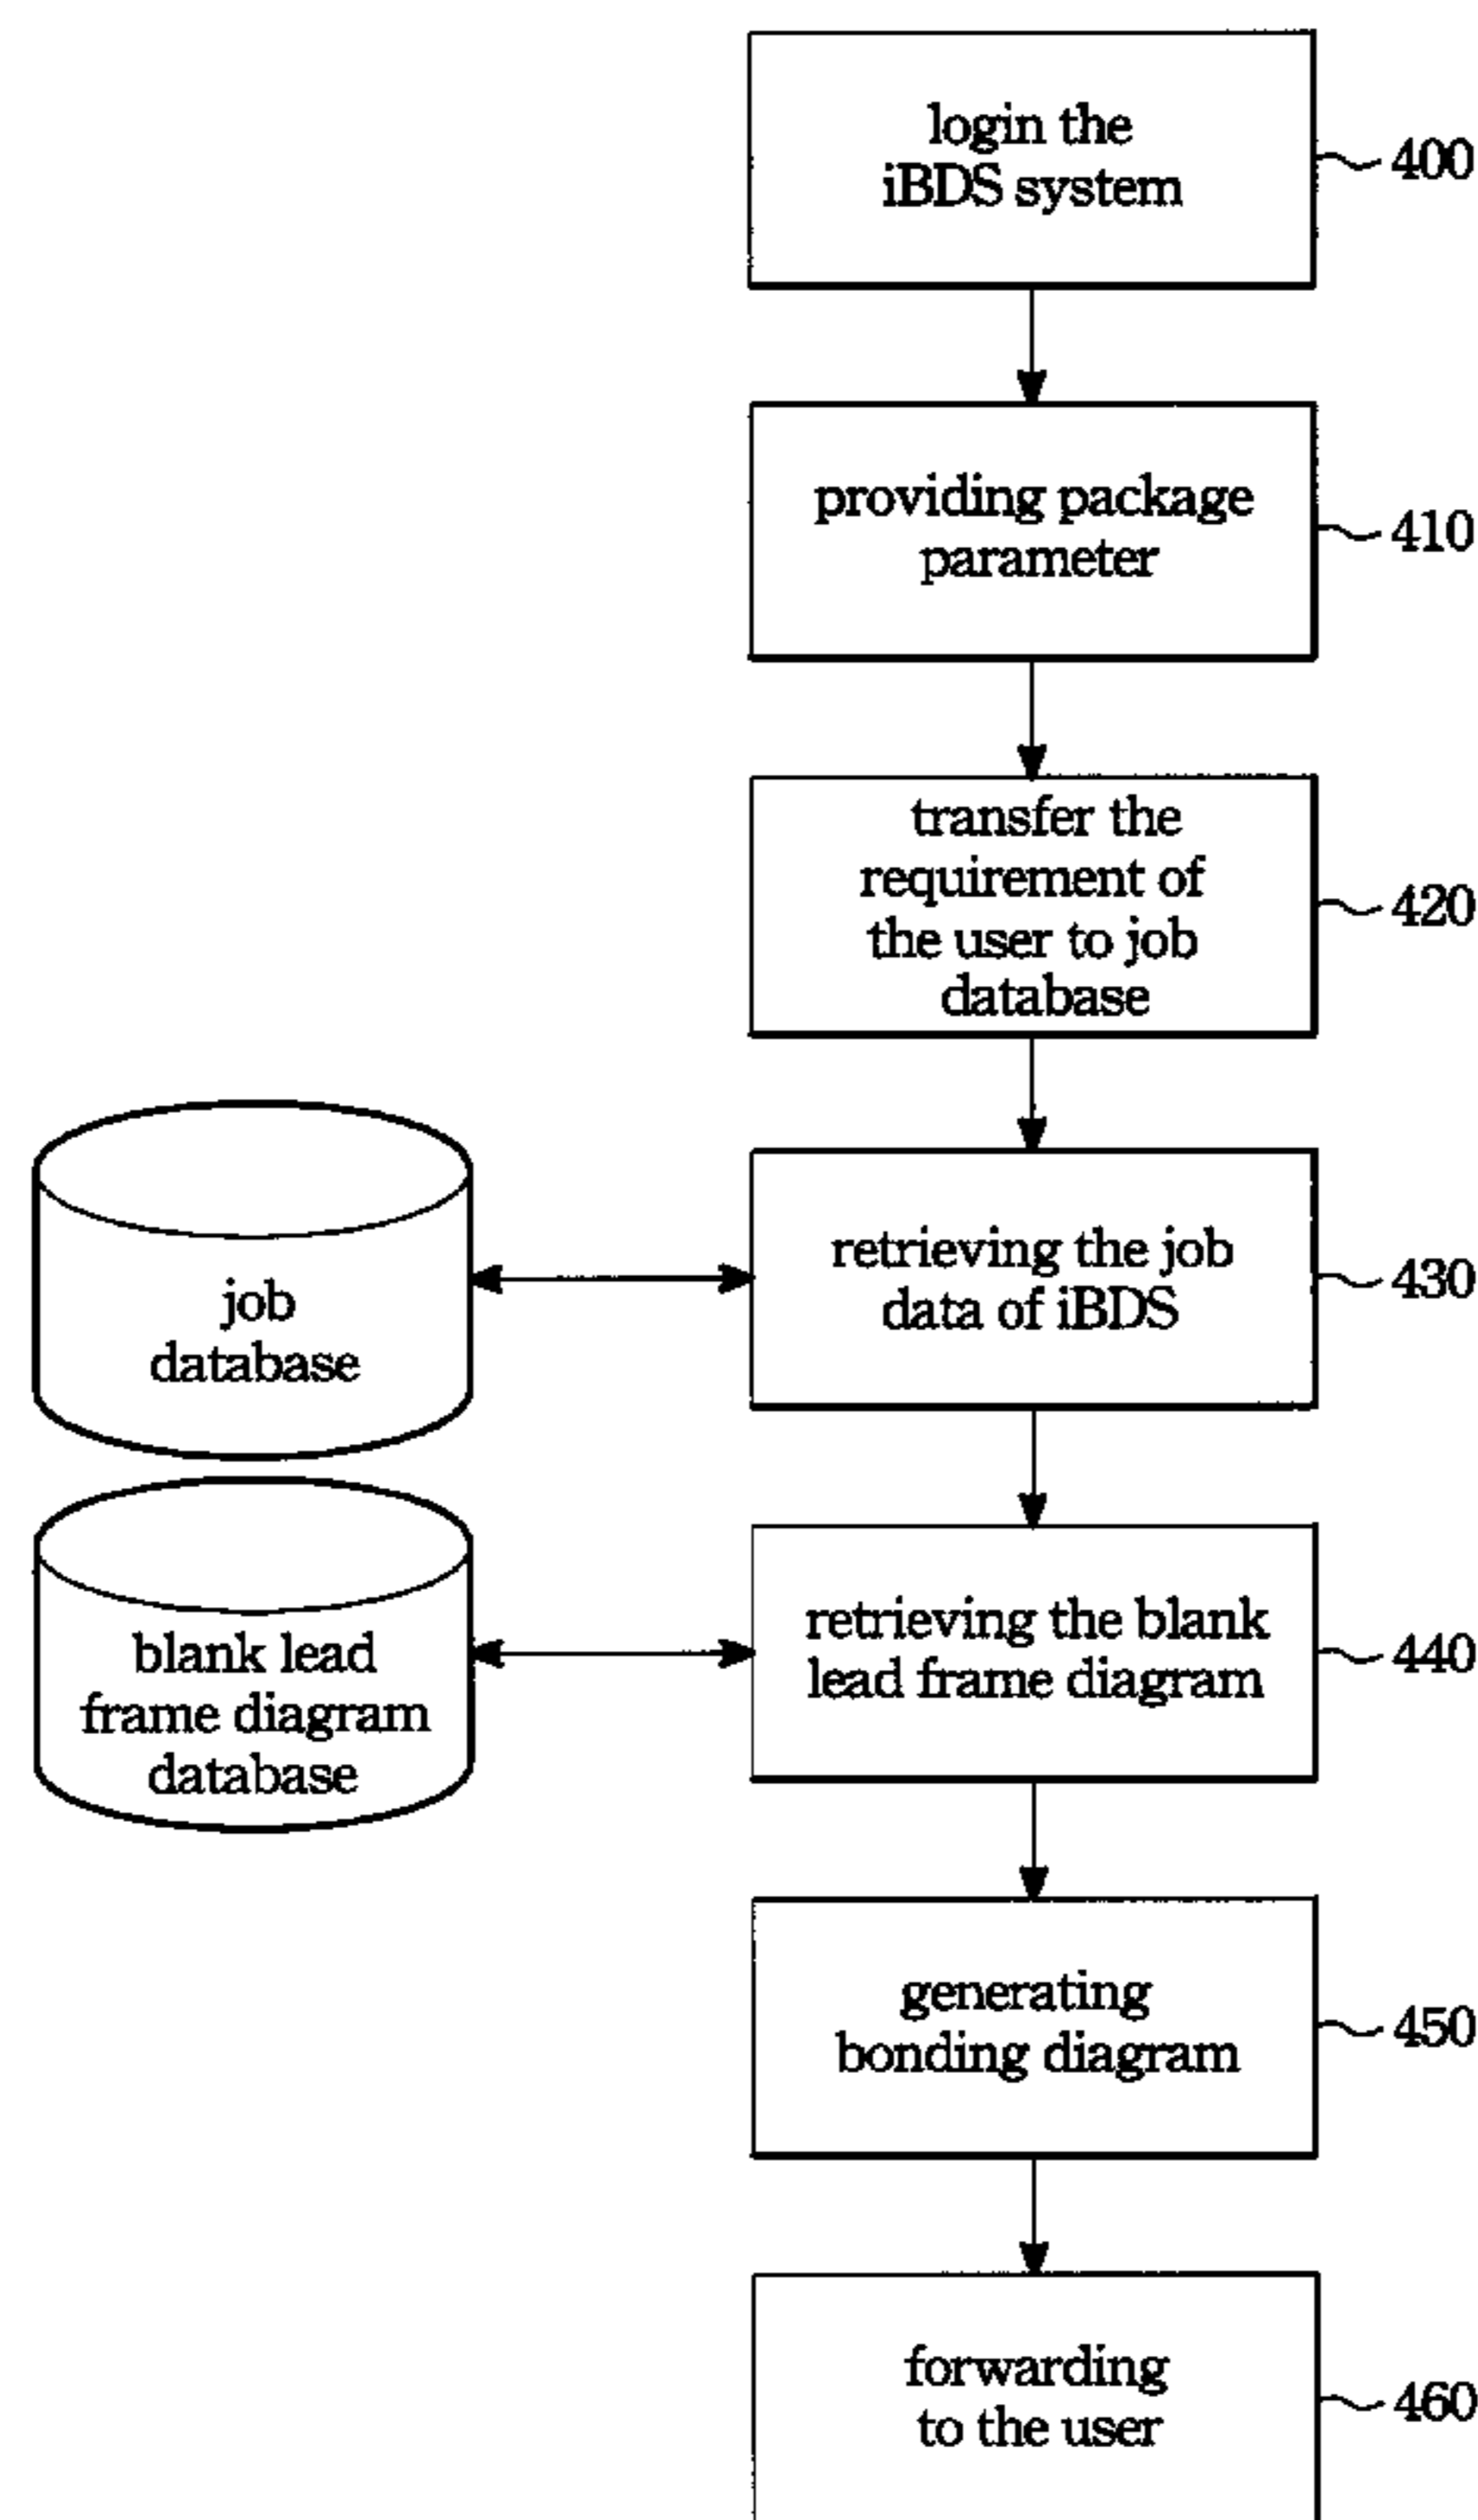 login the
iBDS system
400
providing package
parameter
410
transfer the
requirement of
the user to job
database
420
job
database
retrieving the job
data of iBDS
430
blank lead
frame diagram
database
retrieving the blank
lead frame diagram
440
generating
bonding diagram
450
forwarding
to the user
460